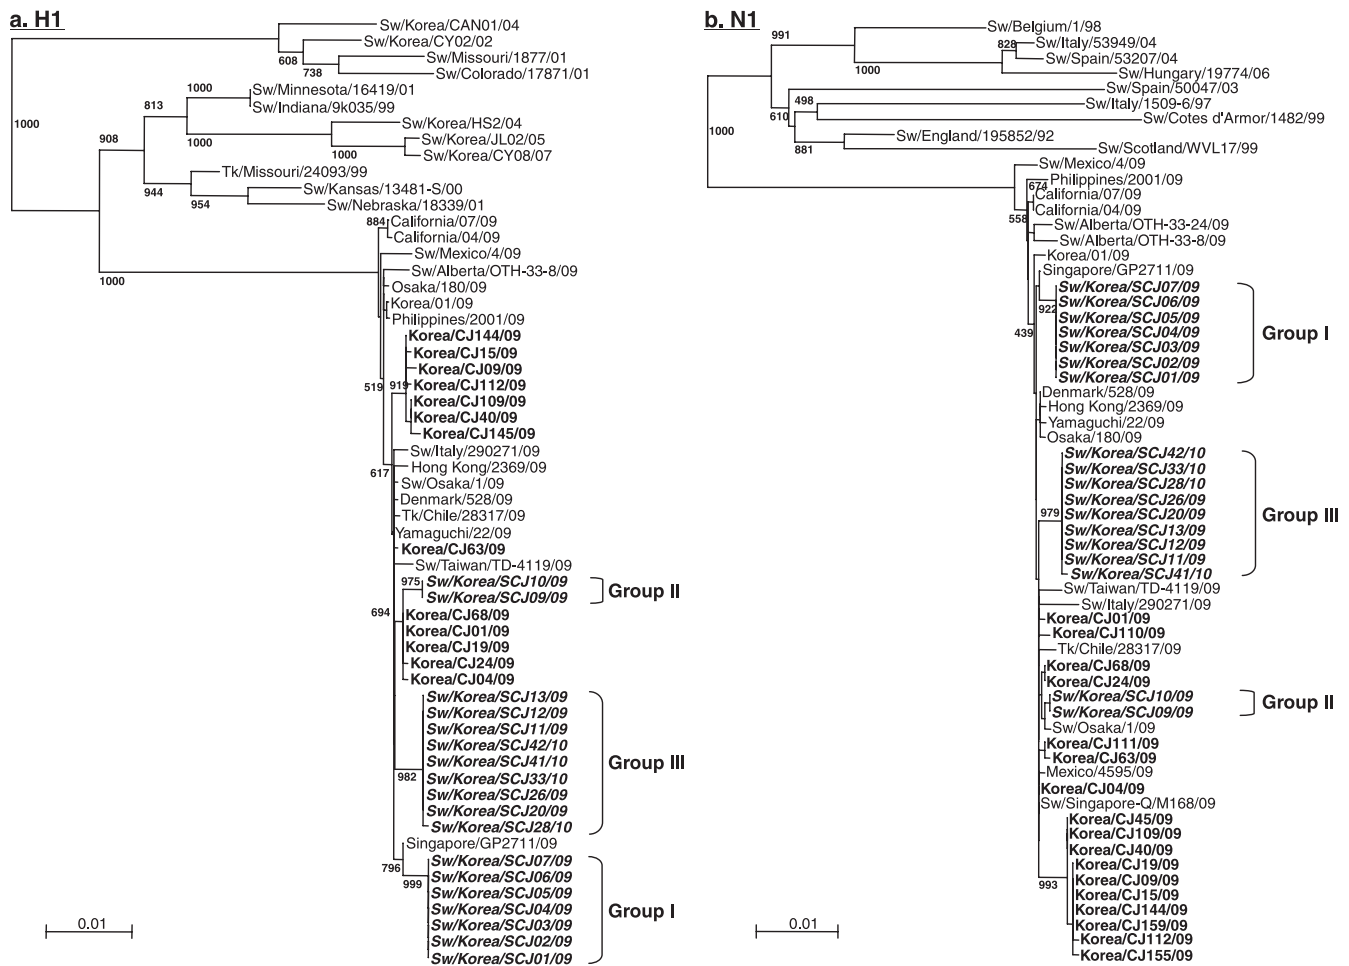 a. H1
Sw/Korea/CAN01/04
Sw/Korea/CY02/02
608
Sw/Missouri/1877/01
738
Sw/Colorado/17871/01
1000
1000
Sw/Minnesota/16419/01
813
Sw/Indiana/9k035/99
908
1000
Sw/Korea/HS2/04
Sw/Korea/JL02/05
1000
Sw/Korea/CY08/07
Tk/Missouri/24093/99
944
Sw/Kansas/13481-S/00
954
Sw/Nebraska/18339/01
884
California/07/09
California/04/09
1000
Sw/Mexico/4/09
Sw/Alberta/OTH-33-8/09
Osaka/180/09
Korea/01/09
Philippines/2001/09
Korea/CJ144/09
Korea/CJ15/09
Korea/CJ09/09
519
919
Korea/CJ112/09
Korea/CJ109/09
Korea/CJ40/09
Korea/CJ145/09
Sw/Italy/290271/09
617
Hong Kong/2369/09
Sw/Osaka/1/09
Denmark/528/09
Tk/Chile/28317/09
Yamaguchi/22/09
Korea/CJ63/09
Sw/Taiwan/TD-4119/09
975
Sw/Korea/SCJ10/09
Sw/Korea/SCJ09/09
Group II
694
Korea/CJ68/09
Korea/CJ01/09
Korea/CJ19/09
Korea/CJ24/09
Korea/CJ04/09
Sw/Korea/SCJ13/09
Sw/Korea/SCJ12/09
Sw/Korea/SCJ11/09
Sw/Korea/SCJ42/10
Sw/Korea/SCJ41/10
Group III
982
Sw/Korea/SCJ33/10
Sw/Korea/SCJ26/09
Sw/Korea/SCJ20/09
Sw/Korea/SCJ28/10
Singapore/GP2711/09
796
Sw/Korea/SCJ07/09
999
Sw/Korea/SCJ06/09
Sw/Korea/SCJ05/09
Sw/Korea/SCJ04/09
Group I
Sw/Korea/SCJ03/09
Sw/Korea/SCJ02/09
Sw/Korea/SCJ01/09
0.01
b. N1
Sw/Belgium/1/98
991
828
Sw/Italy/53949/04
Sw/Spain/53207/04
1000
Sw/Hungary/19774/06
Sw/Spain/50047/03
498
Sw/Italy/1509-6/97
610
Sw/Cotes d'Armor/1482/99
1000
Sw/England/195852/92
881
Sw/Scotland/WVL17/99
Sw/Mexico/4/09
674
Philippines/2001/09
California/07/09
California/04/09
558
Sw/Alberta/OTH-33-24/09
Sw/Alberta/OTH-33-8/09
Korea/01/09
Singapore/GP2711/09
Sw/Korea/SCJ07/09
Sw/Korea/SCJ06/09
922
Sw/Korea/SCJ05/09
Sw/Korea/SCJ04/09
Group I
439
Sw/Korea/SCJ03/09
Sw/Korea/SCJ02/09
Sw/Korea/SCJ01/09
Denmark/528/09
Hong Kong/2369/09
Yamaguchi/22/09
Osaka/180/09
Sw/Korea/SCJ42/10
Sw/Korea/SCJ33/10
Sw/Korea/SCJ28/10
Sw/Korea/SCJ26/09
979
Sw/Korea/SCJ20/09
Group III
Sw/Korea/SCJ13/09
Sw/Korea/SCJ12/09
Sw/Korea/SCJ11/09
Sw/Korea/SCJ41/10
Sw/Taiwan/TD-4119/09
Sw/Italy/290271/09
Korea/CJ01/09
Korea/CJ110/09
Tk/Chile/28317/09
Korea/CJ68/09
Korea/CJ24/09
Sw/Korea/SCJ10/09
Sw/Korea/SCJ09/09
Group II
Sw/Osaka/1/09
Korea/CJ111/09
Korea/CJ63/09
Mexico/4595/09
Korea/CJ04/09
Sw/Singapore-Q/M168/09
Korea/CJ45/09
Korea/CJ109/09
Korea/CJ40/09
Korea/CJ19/09
993
Korea/CJ09/09
Korea/CJ15/09
Korea/CJ144/09
Korea/CJ159/09
Korea/CJ112/09
Korea/CJ155/09
0.01